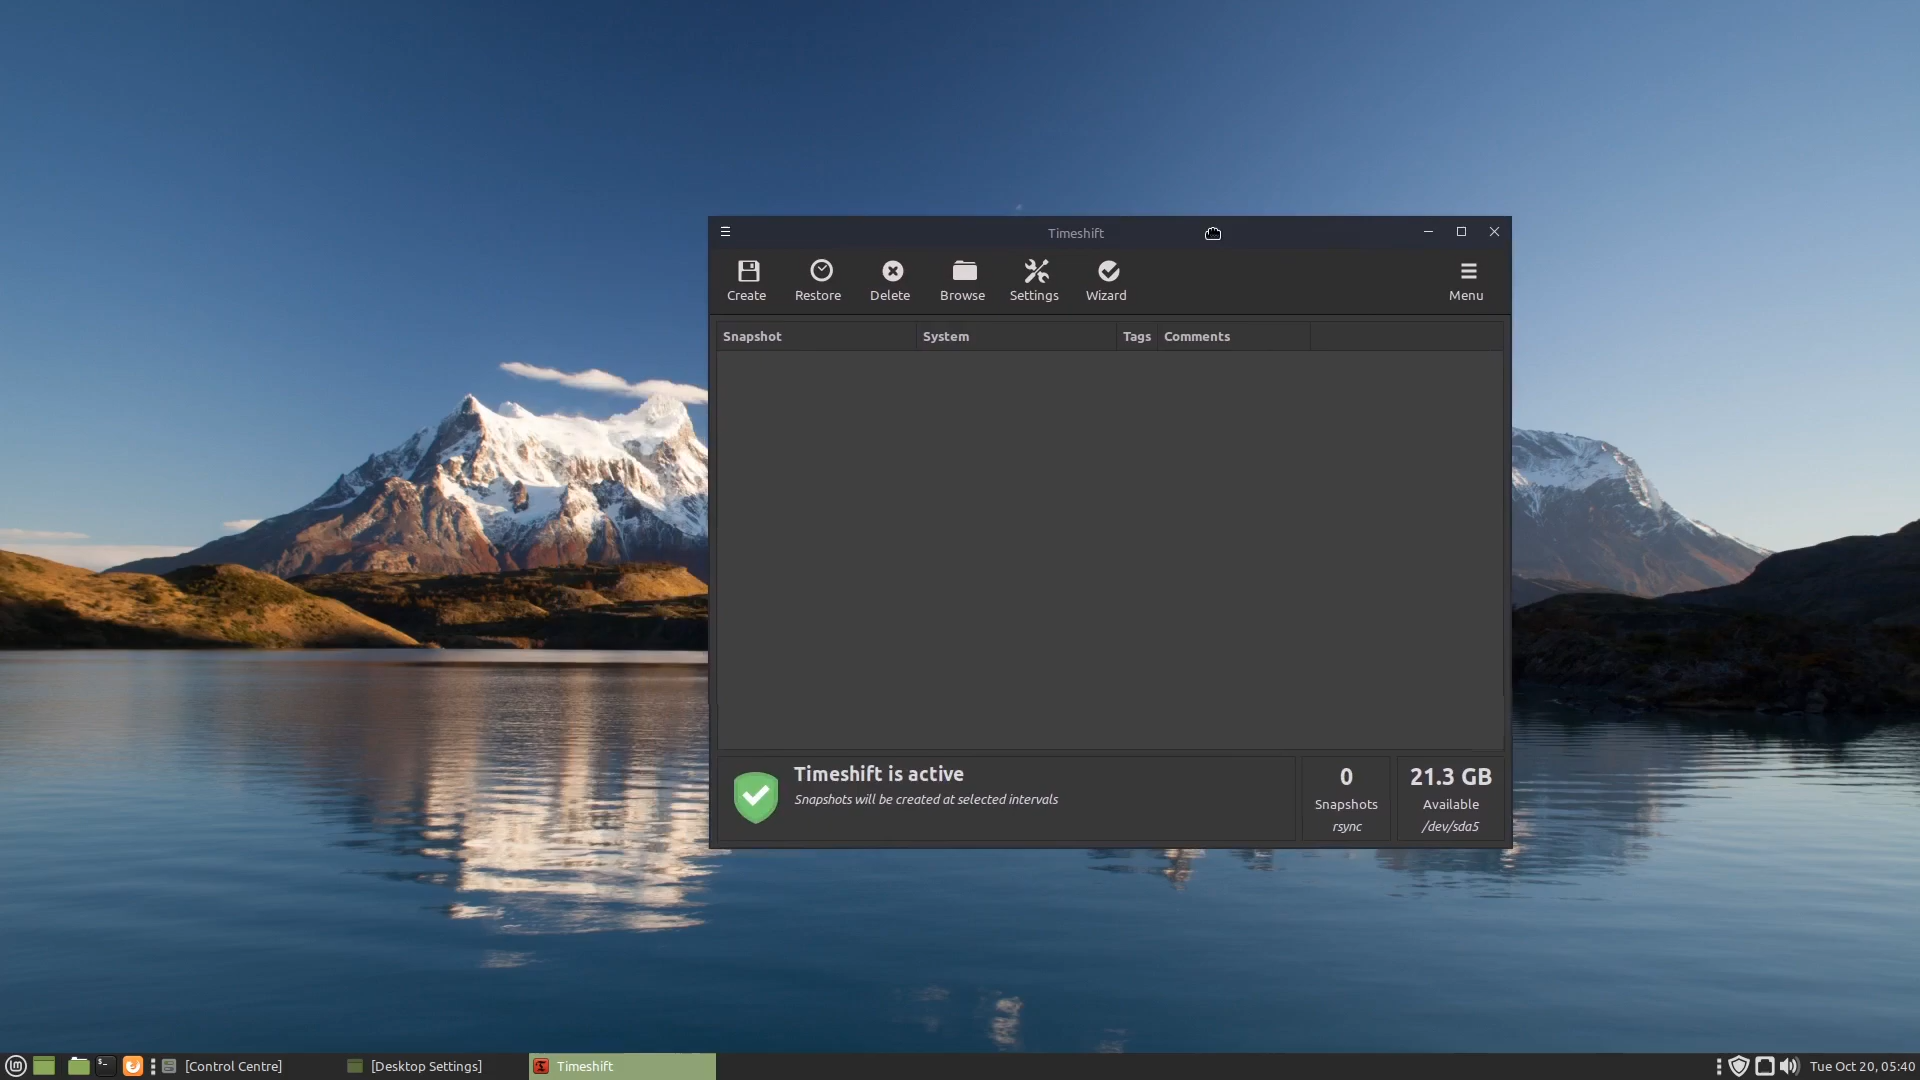 Timeshift
Create Restore Delete Browse Settings Wizard Menu
Snapshot System Tags Comments
Timeshift is active
Snapshots will be created at selected intervals
0
Snapshots
rsync
21.3 GB
Available
/dev/sda5
[Control Centre] [Desktop Settings] Timeshift Tue Oct 20, 05:40